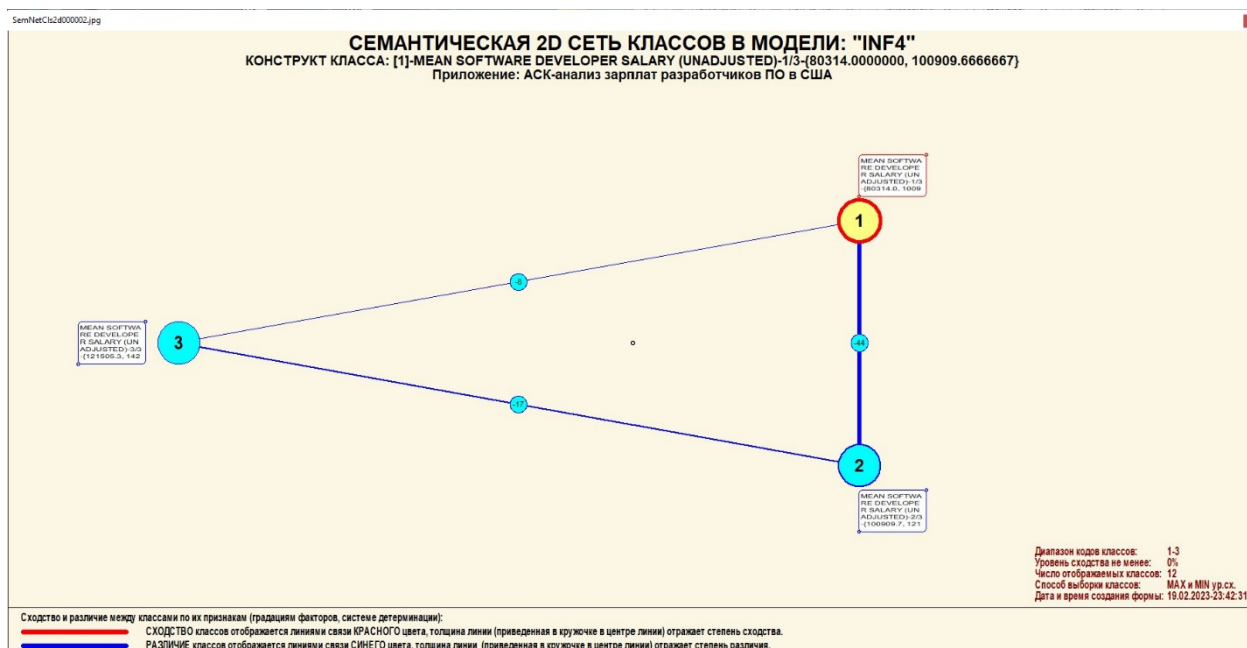 SemNetCls2d000002.jpg
СЕМАНТИЧЕСКАЯ 2D СЕТЬ КЛАССОВ В МОДЕЛИ: "INF4"
КОНСТРУКТ КЛАССА: [1]-MEAN SOFTWARE DEVELOPER SALARY (UNADJUSTED)-1/3-{80314.0000000, 100909.6666667}
Приложение: АСК-анализ зарплат разработчиков ПО в США
MEAN SOFTWA
RE DEVELOPE
R SALARY (UN
ADJUSTED)-1/3
-{80314.0, 1009
1
-8
MEAN SOFTWA
RE DEVELOPE
R SALARY (UN
ADJUSTED)-3/3
-{121505.3, 142
3
-44
-17
2
MEAN SOFTWA
RE DEVELOPE
R SALARY (UN
ADJUSTED)-2/3
-{100909.7, 121
Диапазон кодов классов: 1-3
Уровень сходства не менее: 0%
Число отображаемых классов: 12
Способ выборки классов: MAX и MIN ур.сх.
Дата и время создания формы: 19.02.2023-23:42:31
Сходство и различие между классами по их признакам (градациям факторов, системе детерминации):
СХОДСТВО классов отображается линиями связи КРАСНОГО цвета, толщина линии (приведенная в кружочке в центре линии) отражает степень сходства.
РАЗЛИЧИЕ классов отображается линиями связи СИНЕГО цвета, толщина линии (приведенная в кружочке в центре линии) отражает степень различия.